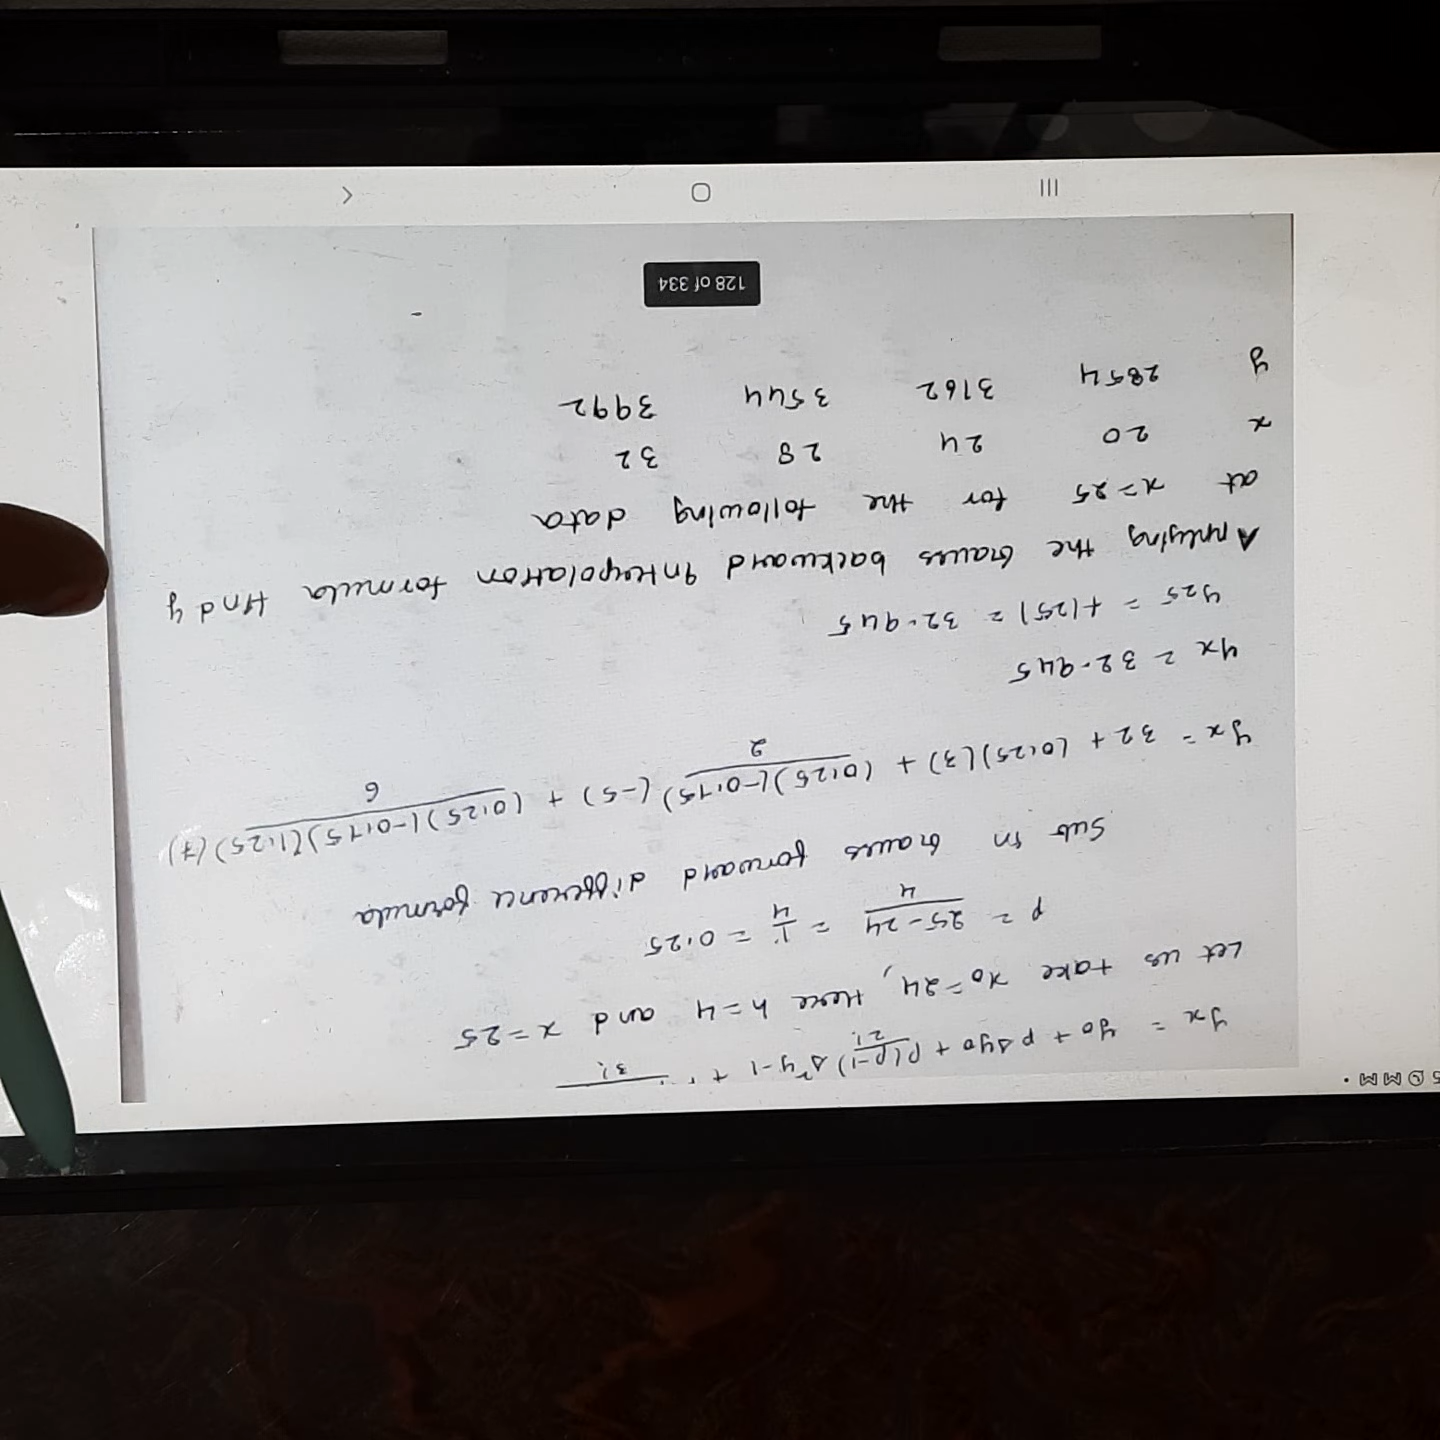 yx = y0 + pΔy0 + p(p-1)/2! Δ²y-1 +
3!
Let us take x0=24, Here h=4 and x=25
p = 25-24/4 = 1/4 = 0.25
Sub in Gauss forward difference formula
yx = 32 + (0.25)(3) + (0.25)(-0.75)/2 (-5) + (0.25)(-0.75)(1.25)/6 (7)
yx = 32.945
y25 = f(25) = 32.945
Applying the Gauss backward Interpolation formula find y
at x=25 for the following data
x 20 24 28 32
y 2854 3162 3544 3992
128 of 334